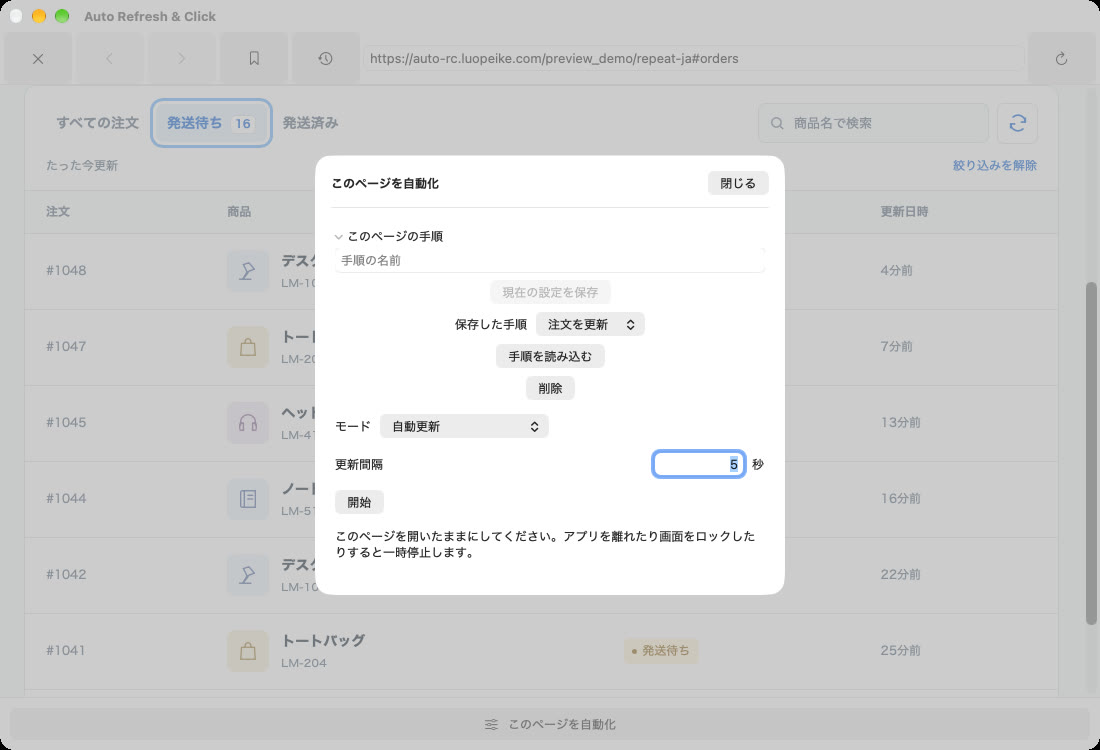 Auto Refresh & Click
https://auto-rc.luopeike.com/preview_demo/repeat-ja#orders
すべての注文 発送待ち 16 発送済み 商品名で検索
たった今更新 絞り込みを解除
注文 商品 更新日時
#1048 デスク 4分前
LM-10
#1047 トート 7分前
LM-20
#1045 ヘッド 13分前
LM-41
#1044 ノート 16分前
LM-51
#1042 デスク 22分前
LM-10
#1041 トートバッグ 発送待ち 25分前
LM-204
このページを自動化 閉じる
このページの手順
手順の名前
現在の設定を保存
保存した手順 注文を更新
手順を読み込む
削除
モード 自動更新
更新間隔 5 秒
開始
このページを開いたままにしてください。アプリを離れたり画面をロックした
りすると一時停止します。
このページを自動化